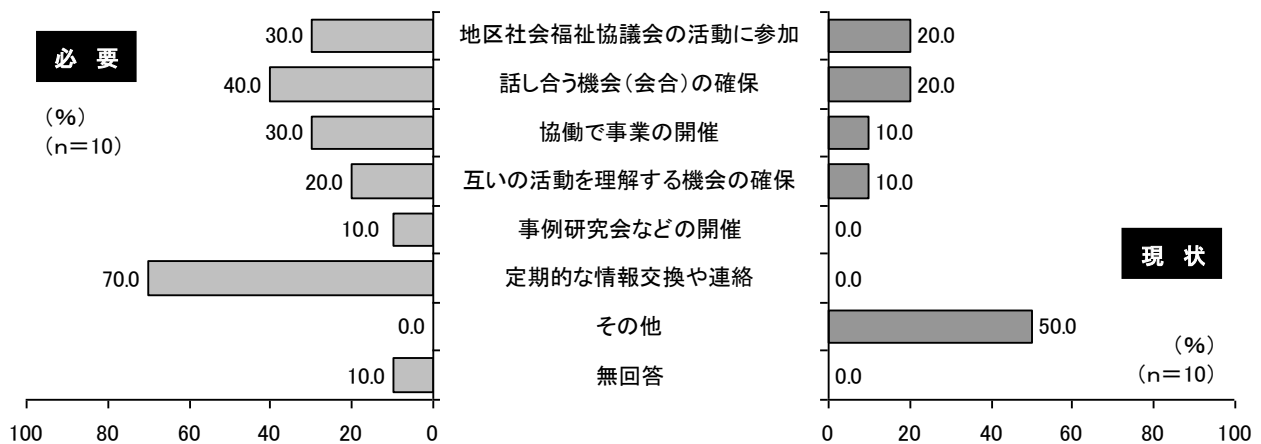 必　要
（％）
（n＝10）
30.0 地区社会福祉協議会の活動に参加 20.0
40.0 話し合う機会（会合）の確保 20.0
30.0 協働で事業の開催 10.0
20.0 互いの活動を理解する機会の確保 10.0
10.0 事例研究会などの開催 0.0
70.0 定期的な情報交換や連絡 0.0
0.0 その他 50.0
10.0 無回答 0.0
現　状
（％）
（n＝10）
100 80 60 40 20 0
0 20 40 60 80 100